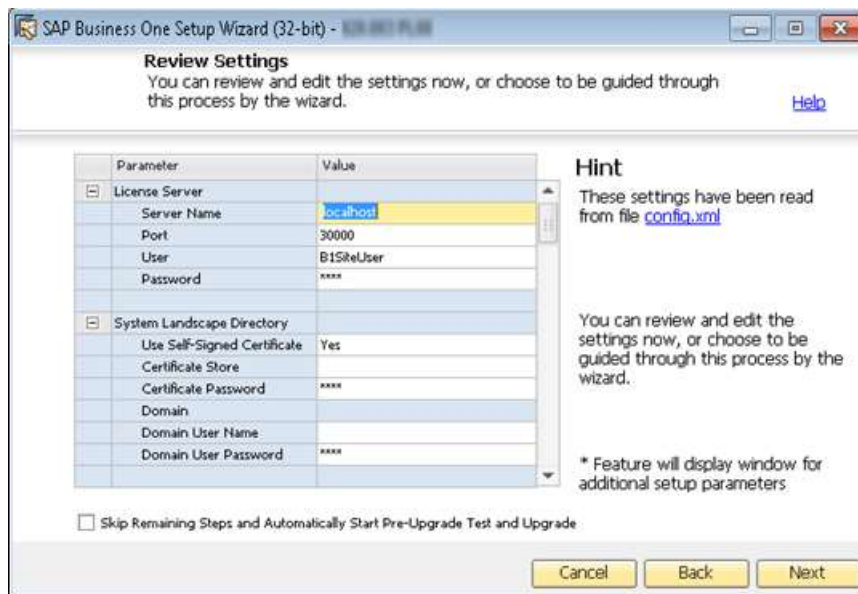 SAP Business One Setup Wizard (32-bit) -
Review Settings
You can review and edit the settings now, or choose to be guided through
this process by the wizard.
Help
Parameter Value
License Server
Server Name localhost
Port 30000
User B1SiteUser
Password ****
System Landscape Directory
Use Self-Signed Certificate Yes
Certificate Store
Certificate Password ****
Domain
Domain User Name
Domain User Password ****
Hint
These settings have been read
from file config.xml
You can review and edit the
settings now, or choose to be
guided through this process by the
wizard.
* Feature will display window for
additional setup parameters
Skip Remaining Steps and Automatically Start Pre-Upgrade Test and Upgrade
Cancel Back Next